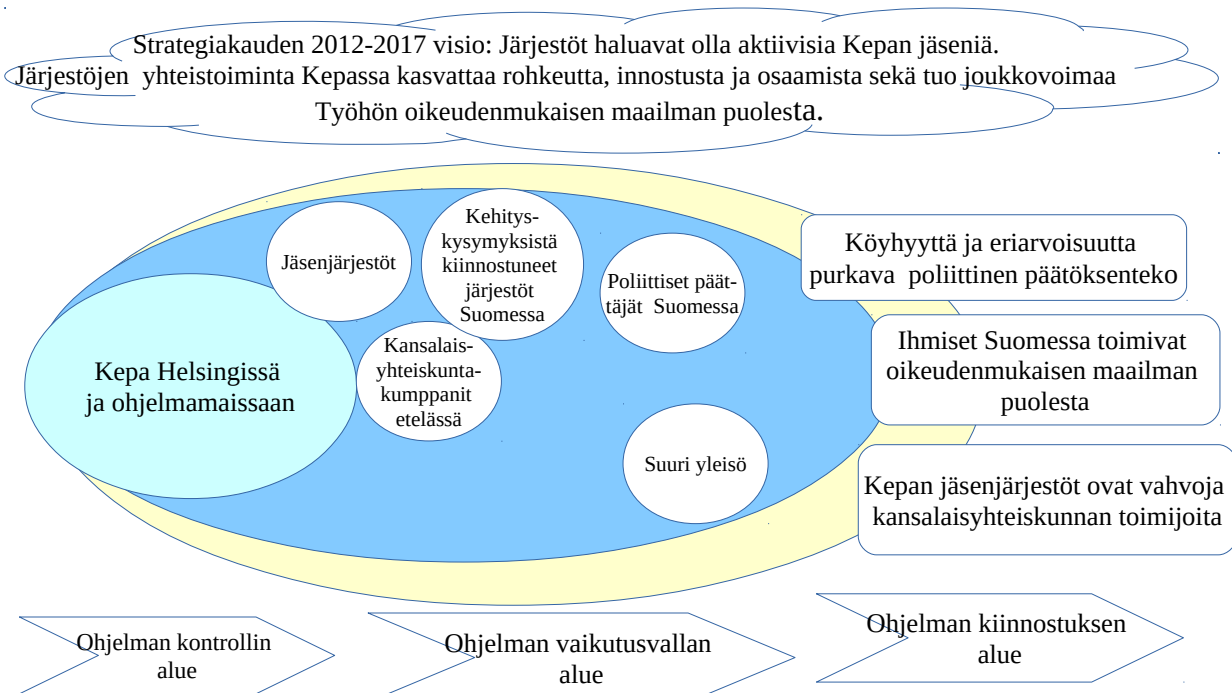 Strategiakauden 2012-2017 visio: Järjestöt haluavat olla aktiivisia Kepan jäseniä.
Järjestöjen yhteistoiminta Kepassa kasvattaa rohkeutta, innostusta ja osaamista sekä tuo joukkovoimaa
Työhön oikeudenmukaisen maailman puolesta.
Jäsenjärjestöt
Kehitys-
kysymyksistä
kiinnostuneet
järjestöt
Suomessa
Poliittiset päät-
täjät Suomessa
Köyhyyttä ja eriarvoisuutta
purkava poliittinen päätöksenteko
Kepa Helsingissä
ja ohjelmamaissaan
Kansalais-
yhteiskunta-
kumppanit
etelässä
Ihmiset Suomessa toimivat
oikeudenmukaisen maailman
puolesta
Suuri yleisö
Kepan jäsenjärjestöt ovat vahvoja
kansalaisyhteiskunnan toimijoita
Ohjelman kontrollin
alue
Ohjelman vaikutusvallan
alue
Ohjelman kiinnostuksen
alue